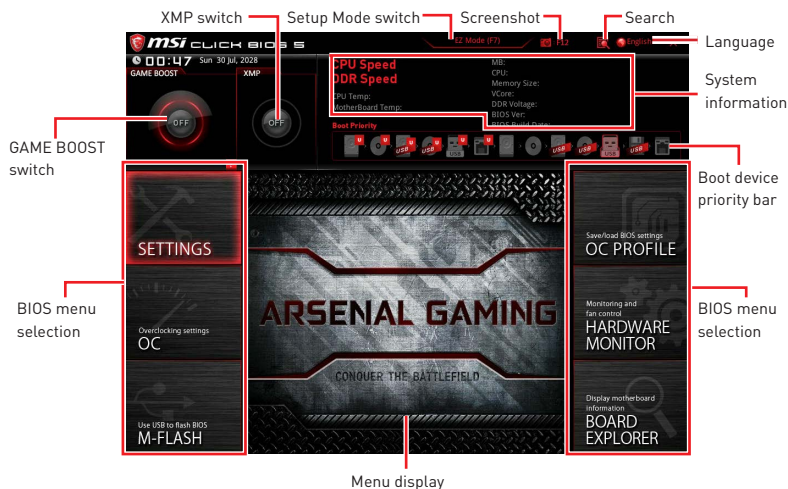 XMP switch
Setup Mode switch
Screenshot
Search
msi CLICK BIOS 5
EZ Mode (F7)
F12
English
Language
00:47 Sun 30 Jul, 2028
GAME BOOST
XMP
CPU Speed
DDR Speed
CPU Temp:
MotherBoard Temp:
MB:
CPU:
Memory Size:
VCore:
DDR Voltage:
BIOS Ver:
BIOS Build Date:
System
information
OFF
OFF
Boot Priority
U U U U U U
USB USB USB USB USB USB USB
GAME BOOST
switch
Boot device
priority bar
SETTINGS
Save/load BIOS settings
OC PROFILE
BIOS menu
selection
Overclocking settings
OC
ARSENAL GAMING
Monitoring and
fan control
HARDWARE
MONITOR
BIOS menu
selection
CONQUER THE BATTLEFIELD
Use USB to flash BIOS
M-FLASH
Display motherboard
information
BOARD
EXPLORER
Menu display